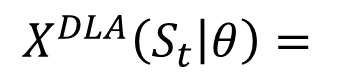 X^{DLA}(S_t|θ) =